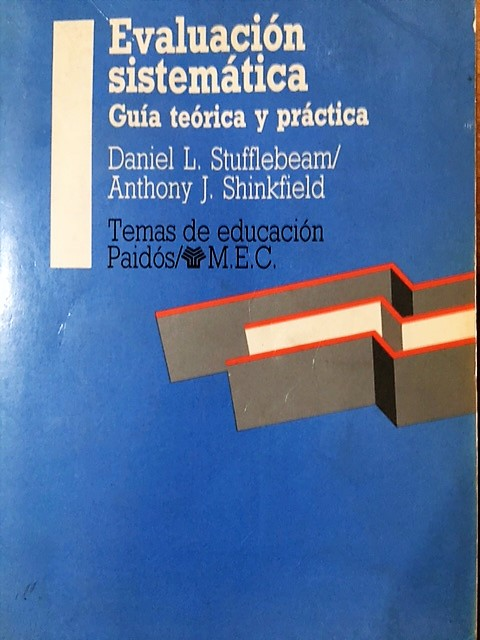 Evaluación
sistemática
Guía teórica y práctica
Daniel L. Stufflebeam/
Anthony J. Shinkfield
Temas de educación
Paidós/M.E.C.